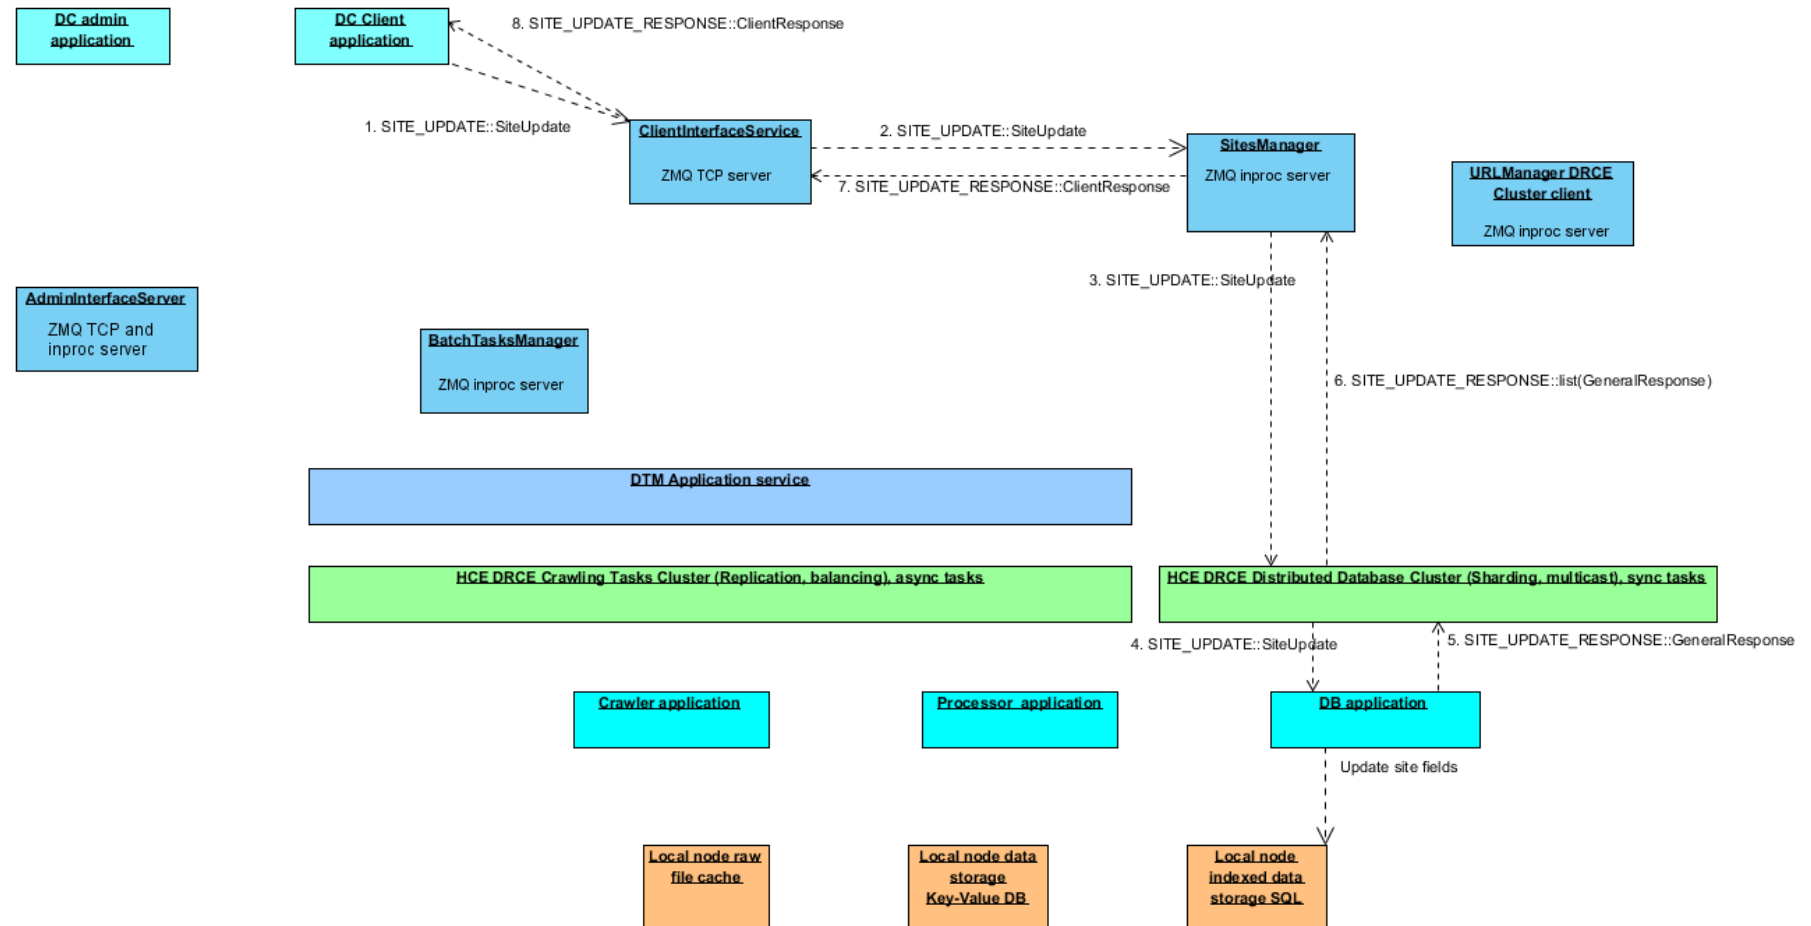 DC admin
application
DC Client
application
8. SITE_UPDATE_RESPONSE::ClientResponse
1. SITE_UPDATE::SiteUpdate
ClientInterfaceService
ZMQ TCP server
2. SITE_UPDATE::SiteUpdate
7. SITE_UPDATE_RESPONSE::ClientResponse
SitesManager
ZMQ inproc server
URLManager DRCE
Cluster client
ZMQ inproc server
3. SITE_UPDATE::SiteUpdate
AdminInterfaceServer
ZMQ TCP and
inproc server
BatchTasksManager
ZMQ inproc server
6. SITE_UPDATE_RESPONSE::list(GeneralResponse)
DTM Application service
HCE DRCE Crawling Tasks Cluster (Replication, balancing), async tasks
HCE DRCE Distributed Database Cluster (Sharding, multicast), sync tasks
4. SITE_UPDATE::SiteUpdate
5. SITE_UPDATE_RESPONSE::GeneralResponse
Crawler application
Processor application
DB application
Update site fields
Local node raw
file cache
Local node data
storage
Key-Value DB
Local node
indexed data
storage SQL